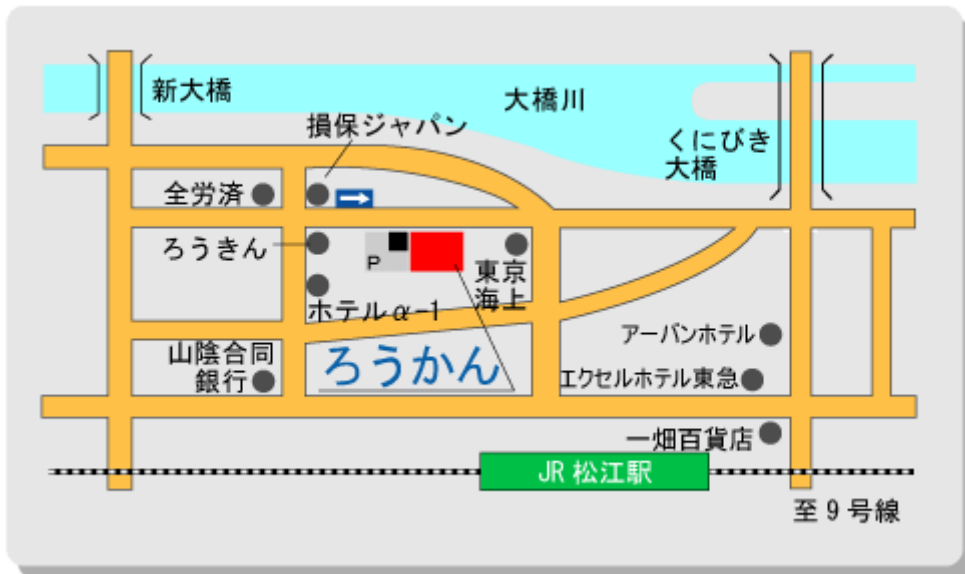 新大橋
大橋川
損保ジャパン
くにびき
大橋
全労済
ろうきん
P
東京
海上
ホテルα-1
アーバンホテル
山陰合同
銀行
ろうかん
エクセルホテル東急
一畑百貨店
JR 松江駅
至 9 号線